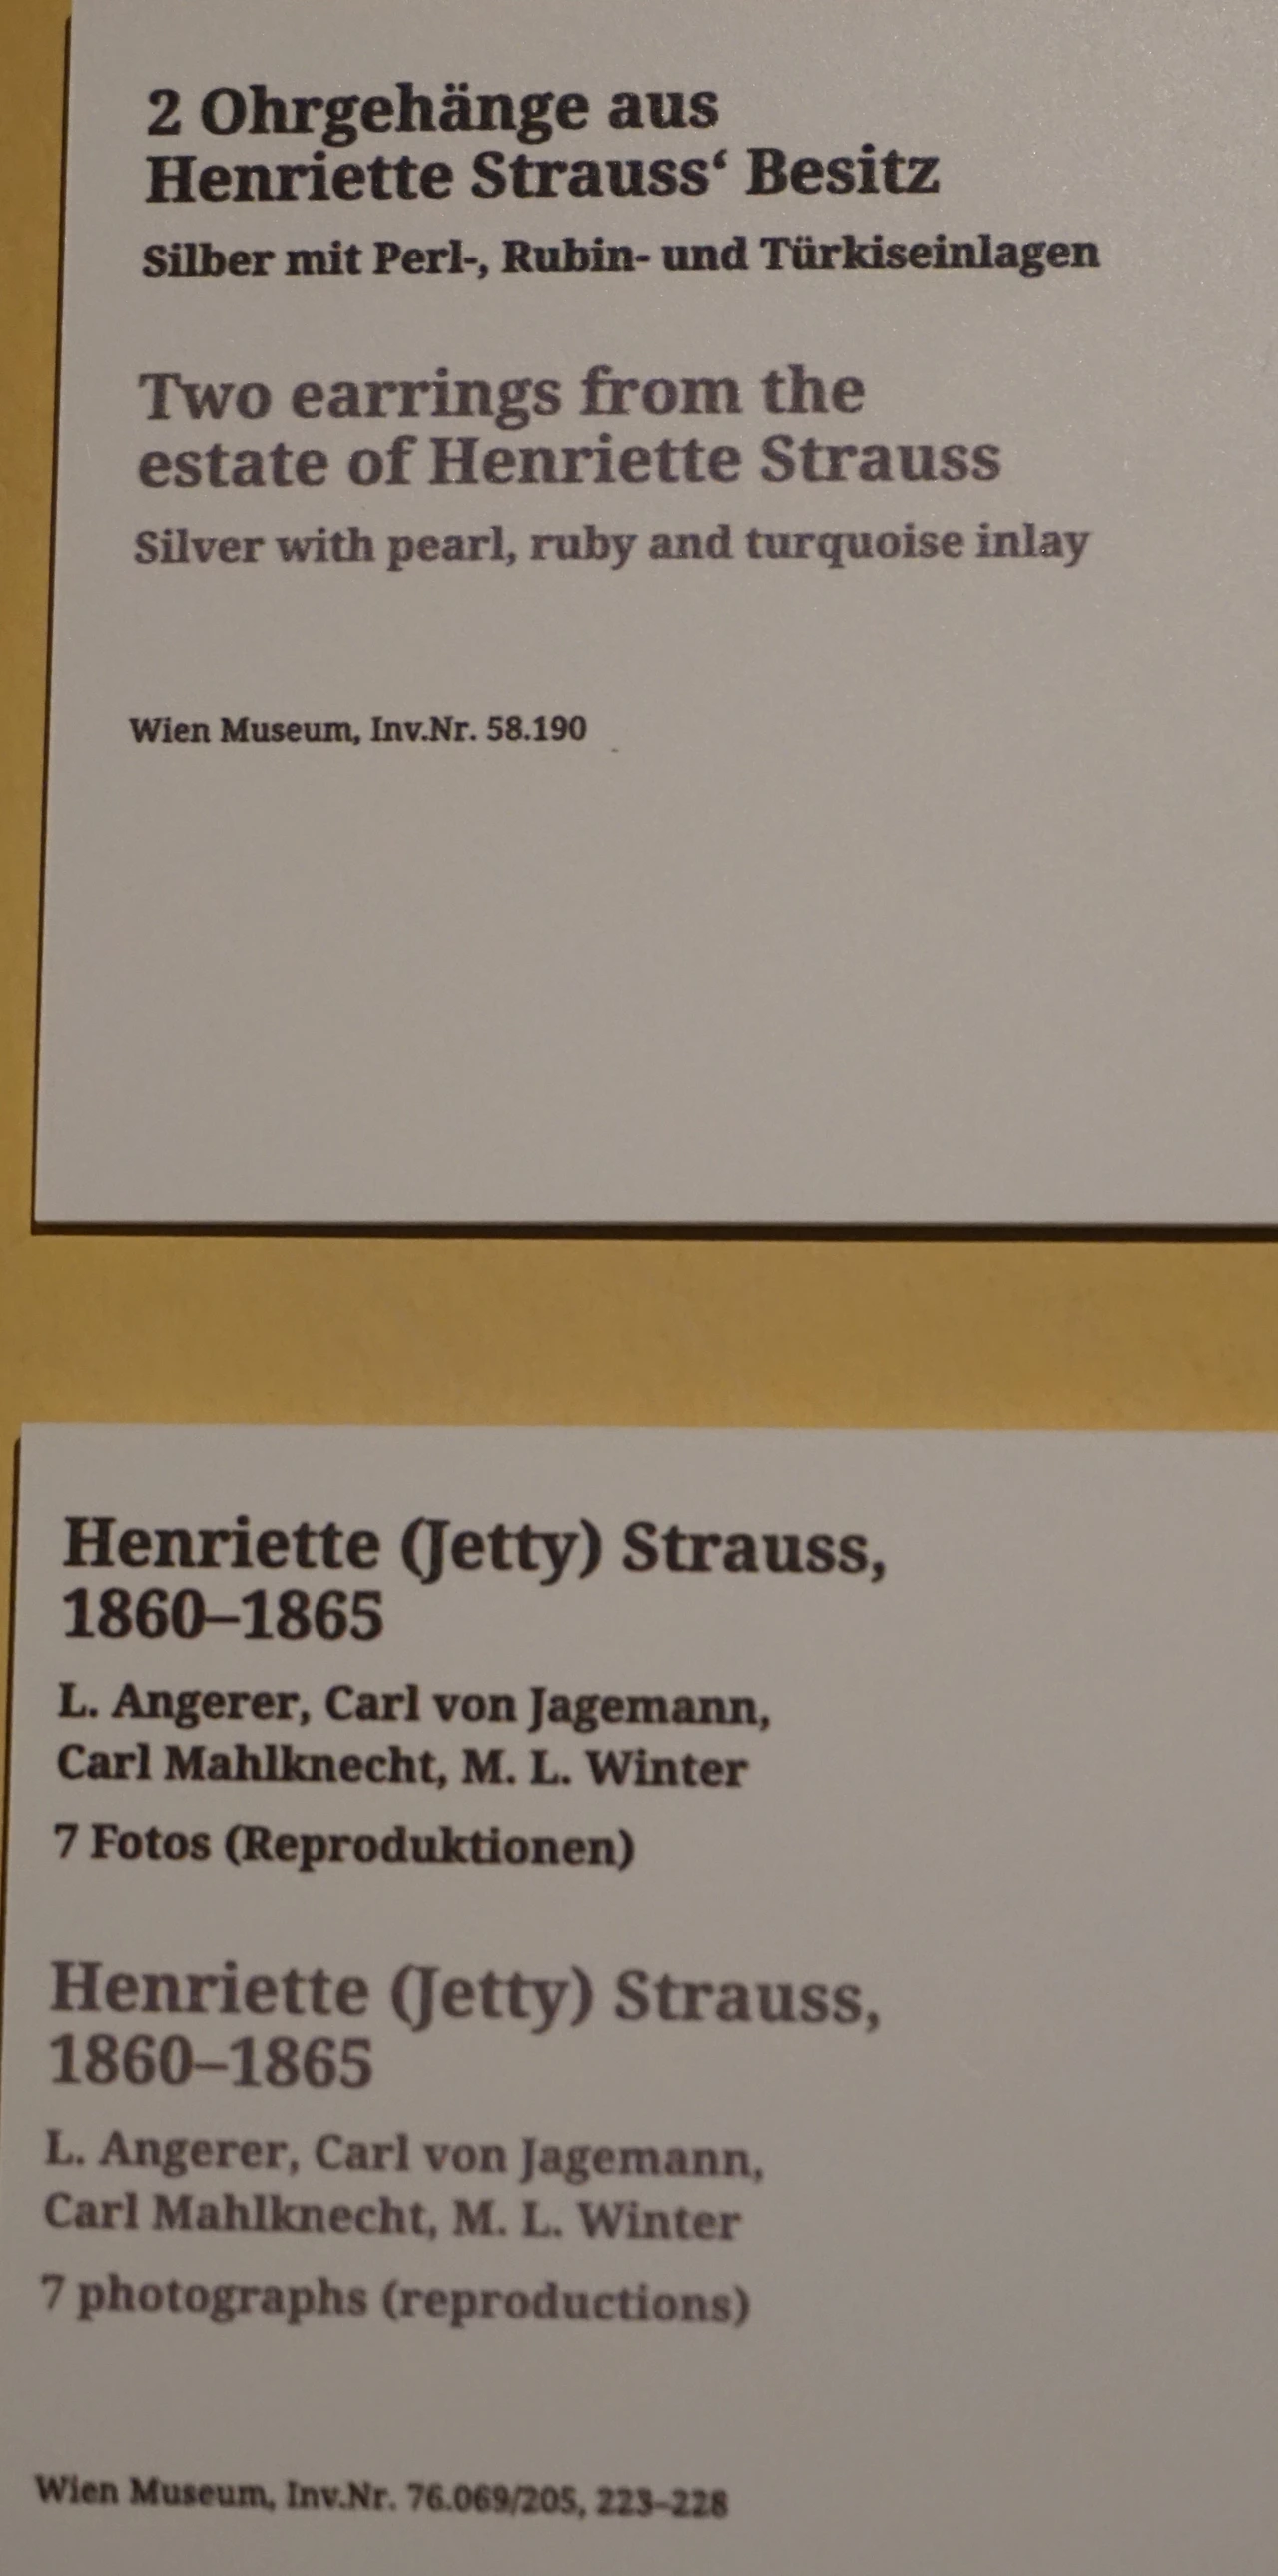 2 Ohrgehänge aus
Henriette Strauss‘ Besitz
Silber mit Perl-, Rubin- und Türkiseinlagen
Two earrings from the
estate of Henriette Strauss
Silver with pearl, ruby and turquoise inlay
Wien Museum, Inv.Nr. 58.190
Henriette (Jetty) Strauss,
1860–1865
L. Angerer, Carl von Jagemann,
Carl Mahlknecht, M. L. Winter
7 Fotos (Reproduktionen)
Henriette (Jetty) Strauss,
1860–1865
L. Angerer, Carl von Jagemann,
Carl Mahlknecht, M. L. Winter
7 photographs (reproductions)
Wien Museum, Inv.Nr. 76.069/205, 223–228